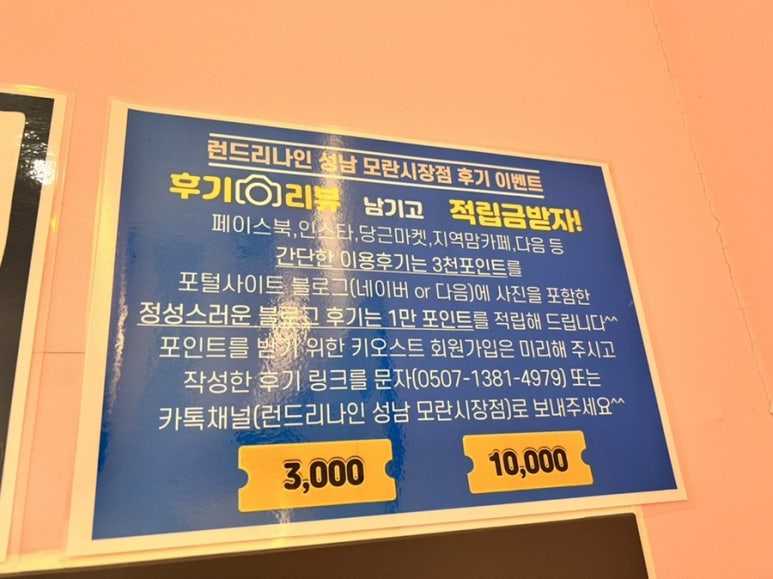 런드리나인 성남 모란시장점 후기 이벤트
후기 리뷰 남기고 적립금받자!
페이스북,인스타,당근마켓,지역맘카페,다음 등
간단한 이용후기는 3천포인트를
포털사이트 블로그(네이버 or 다음)에 사진을 포함한
정성스러운 블로그 후기는 1만 포인트를 적립해 드립니다^^
포인트를 받기 위한 키오스트 회원가입은 미리해 주시고
작성한 후기 링크를 문자(0507-1381-4979) 또는
카톡채널(런드리나인 성남 모란시장점)로 보내주세요^^
3,000
10,000